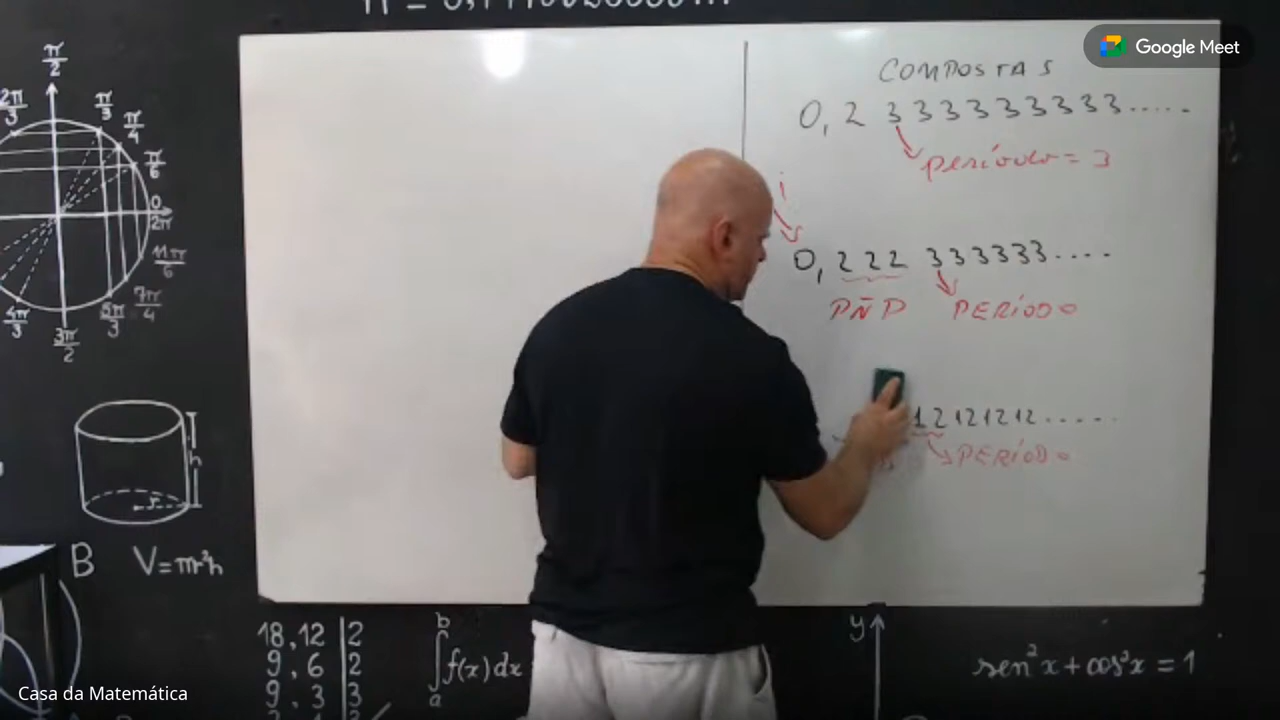 Google Meet
COMPOSTAS
0,23333333333.....
período = 3
i
0,222 333333....
PÑP PERÍODO
12121212.....
PERÍODO
π/2
π/3
π/4
π/6
0
2π
11π/6
7π/4
5π/3
3π/2
4π/3
2π/3
h
r
B V=πr²h
18,12 | 2
9,6 | 2
9,3 | 3
∫ b a f(x)dx
y
sen²x+cos²x=1
Casa da Matemática